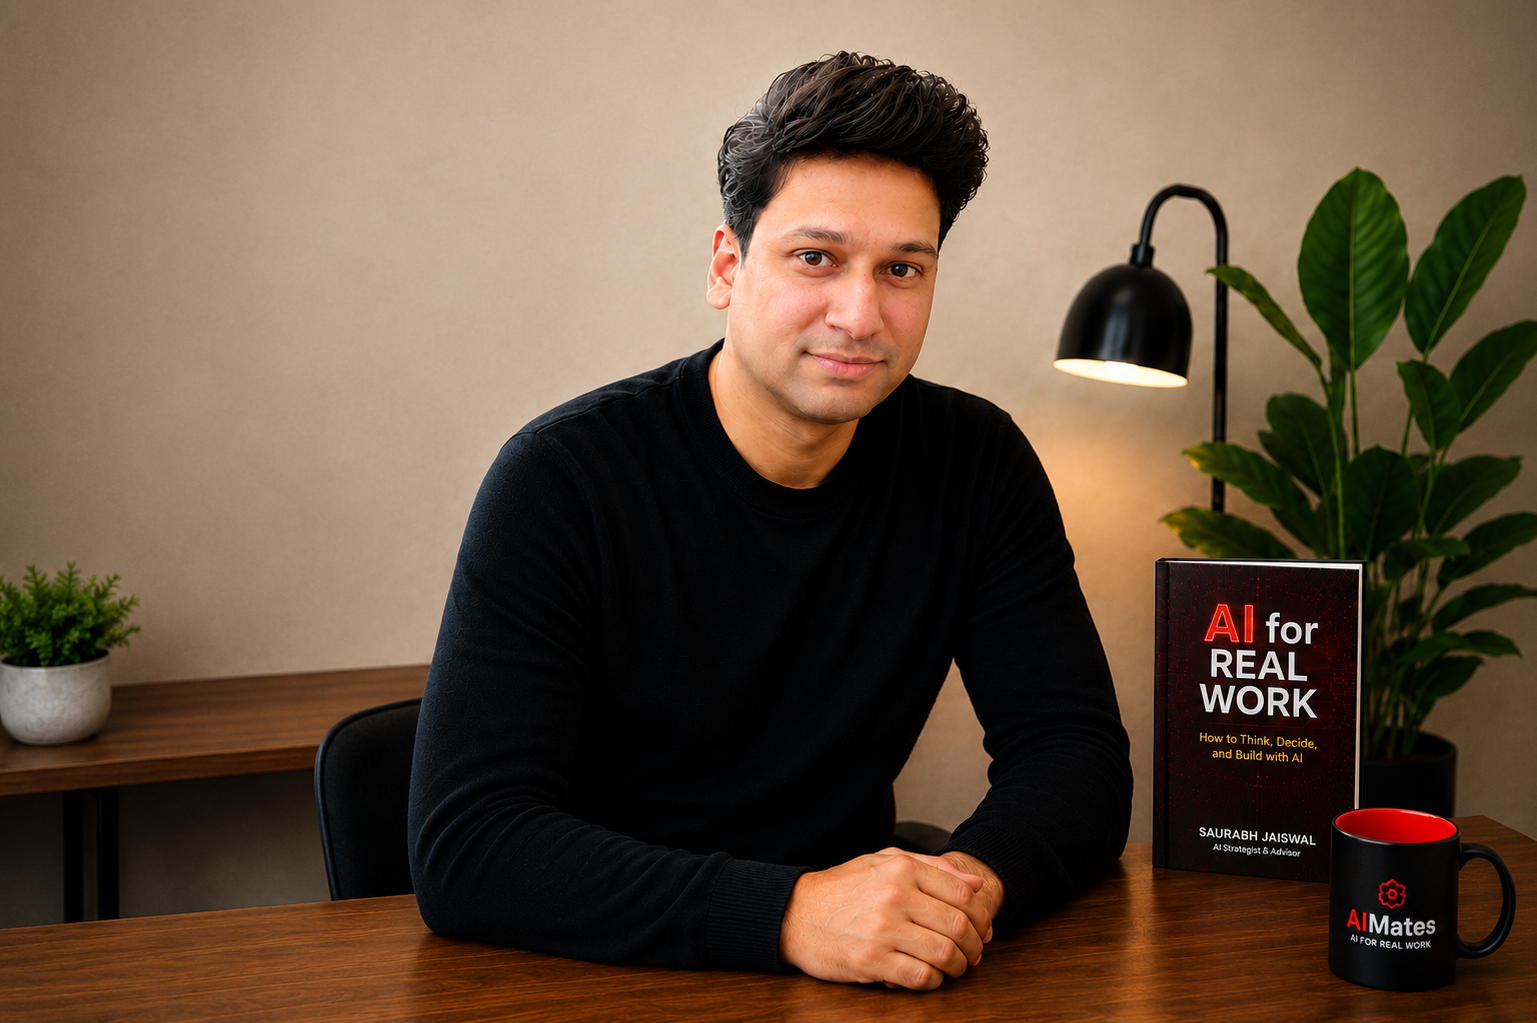 AI for
REAL
WORK
How to Think, Decide,
and Build with AI
SAURABH JAISWAL
AI Strategist & Advisor
AIMates
AI FOR REAL WORK